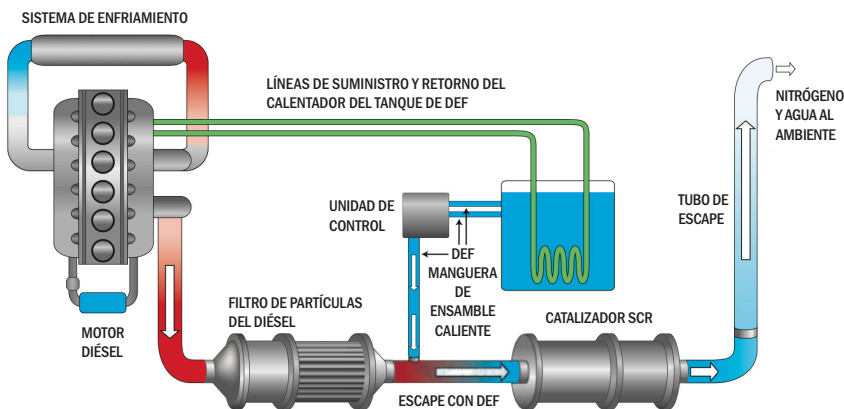 SISTEMA DE ENFRIAMIENTO
LÍNEAS DE SUMINISTRO Y RETORNO DEL
CALENTADOR DEL TANQUE DE DEF
NITRÓGENO
Y AGUA AL
AMBIENTE
UNIDAD DE
CONTROL
TUBO DE
ESCAPE
DEF
MANGUERA
DE
ENSAMBLE
CALIENTE
FILTRO DE PARTÍCULAS
DEL DIÉSEL
CATALIZADOR SCR
MOTOR
DIÉSEL
ESCAPE CON DEF